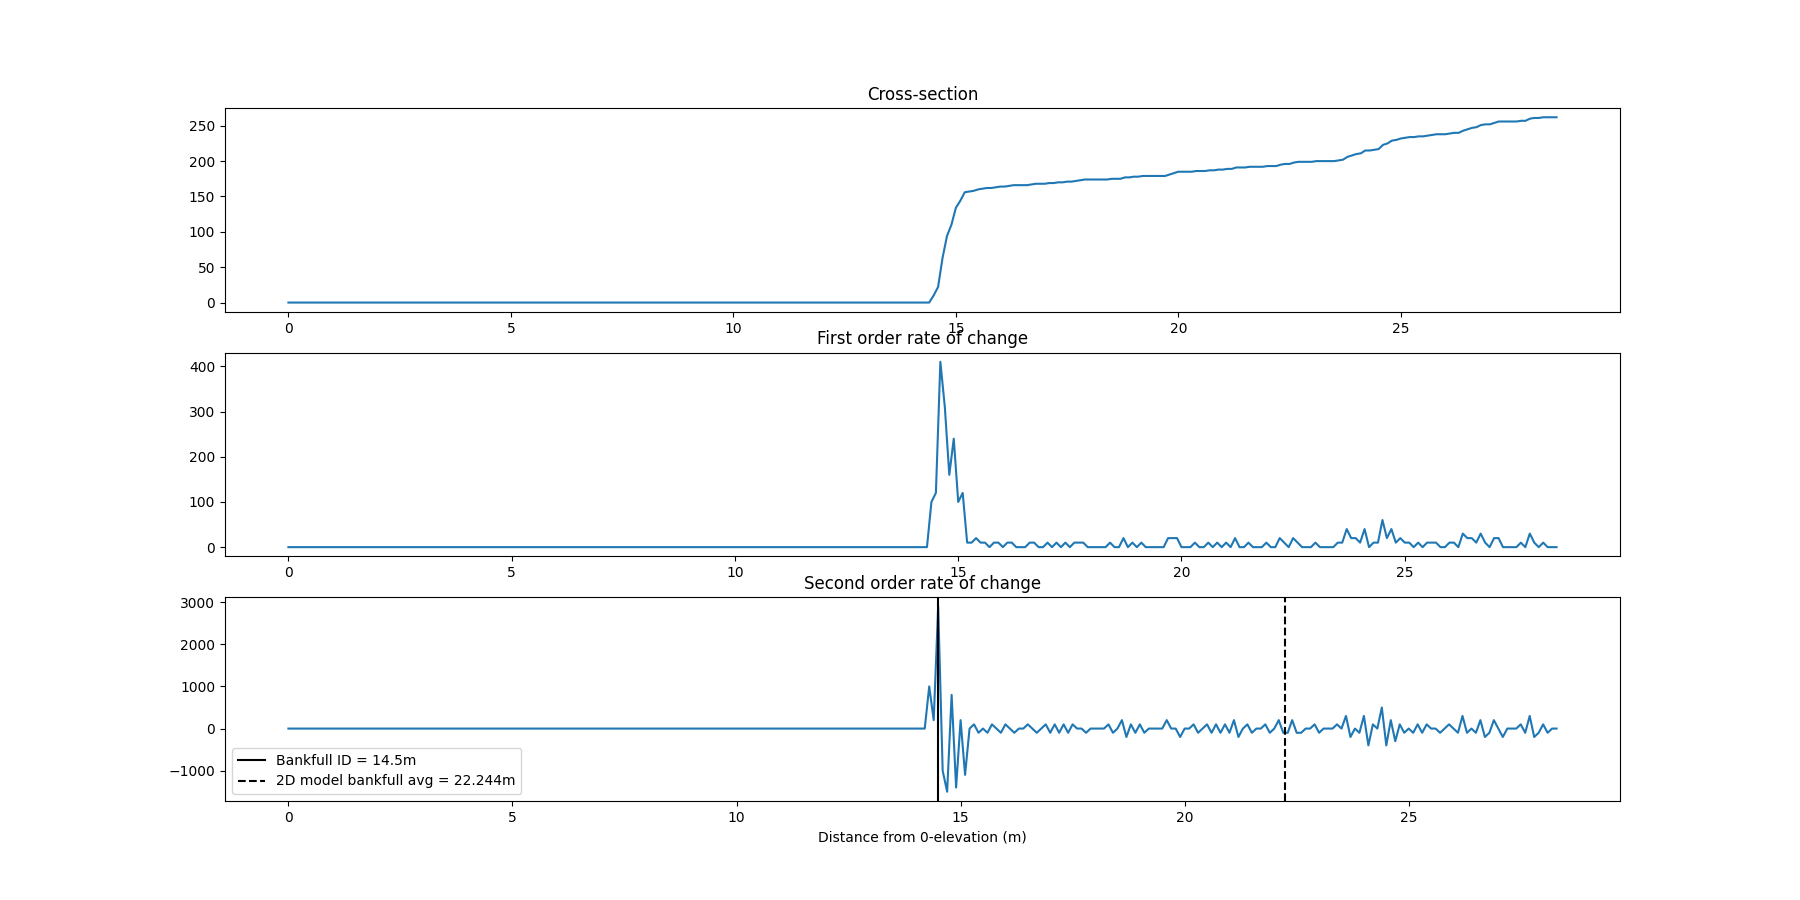 Cross-section
250
200
150
100
50
0
0 5 10 15 20 25
First order rate of change
400
300
200
100
0
0 5 10 15 20 25
Second order rate of change
3000
2000
1000
0
−1000
Bankfull ID = 14.5m
2D model bankfull avg = 22.244m
0 5 10 15 20 25
Distance from 0-elevation (m)